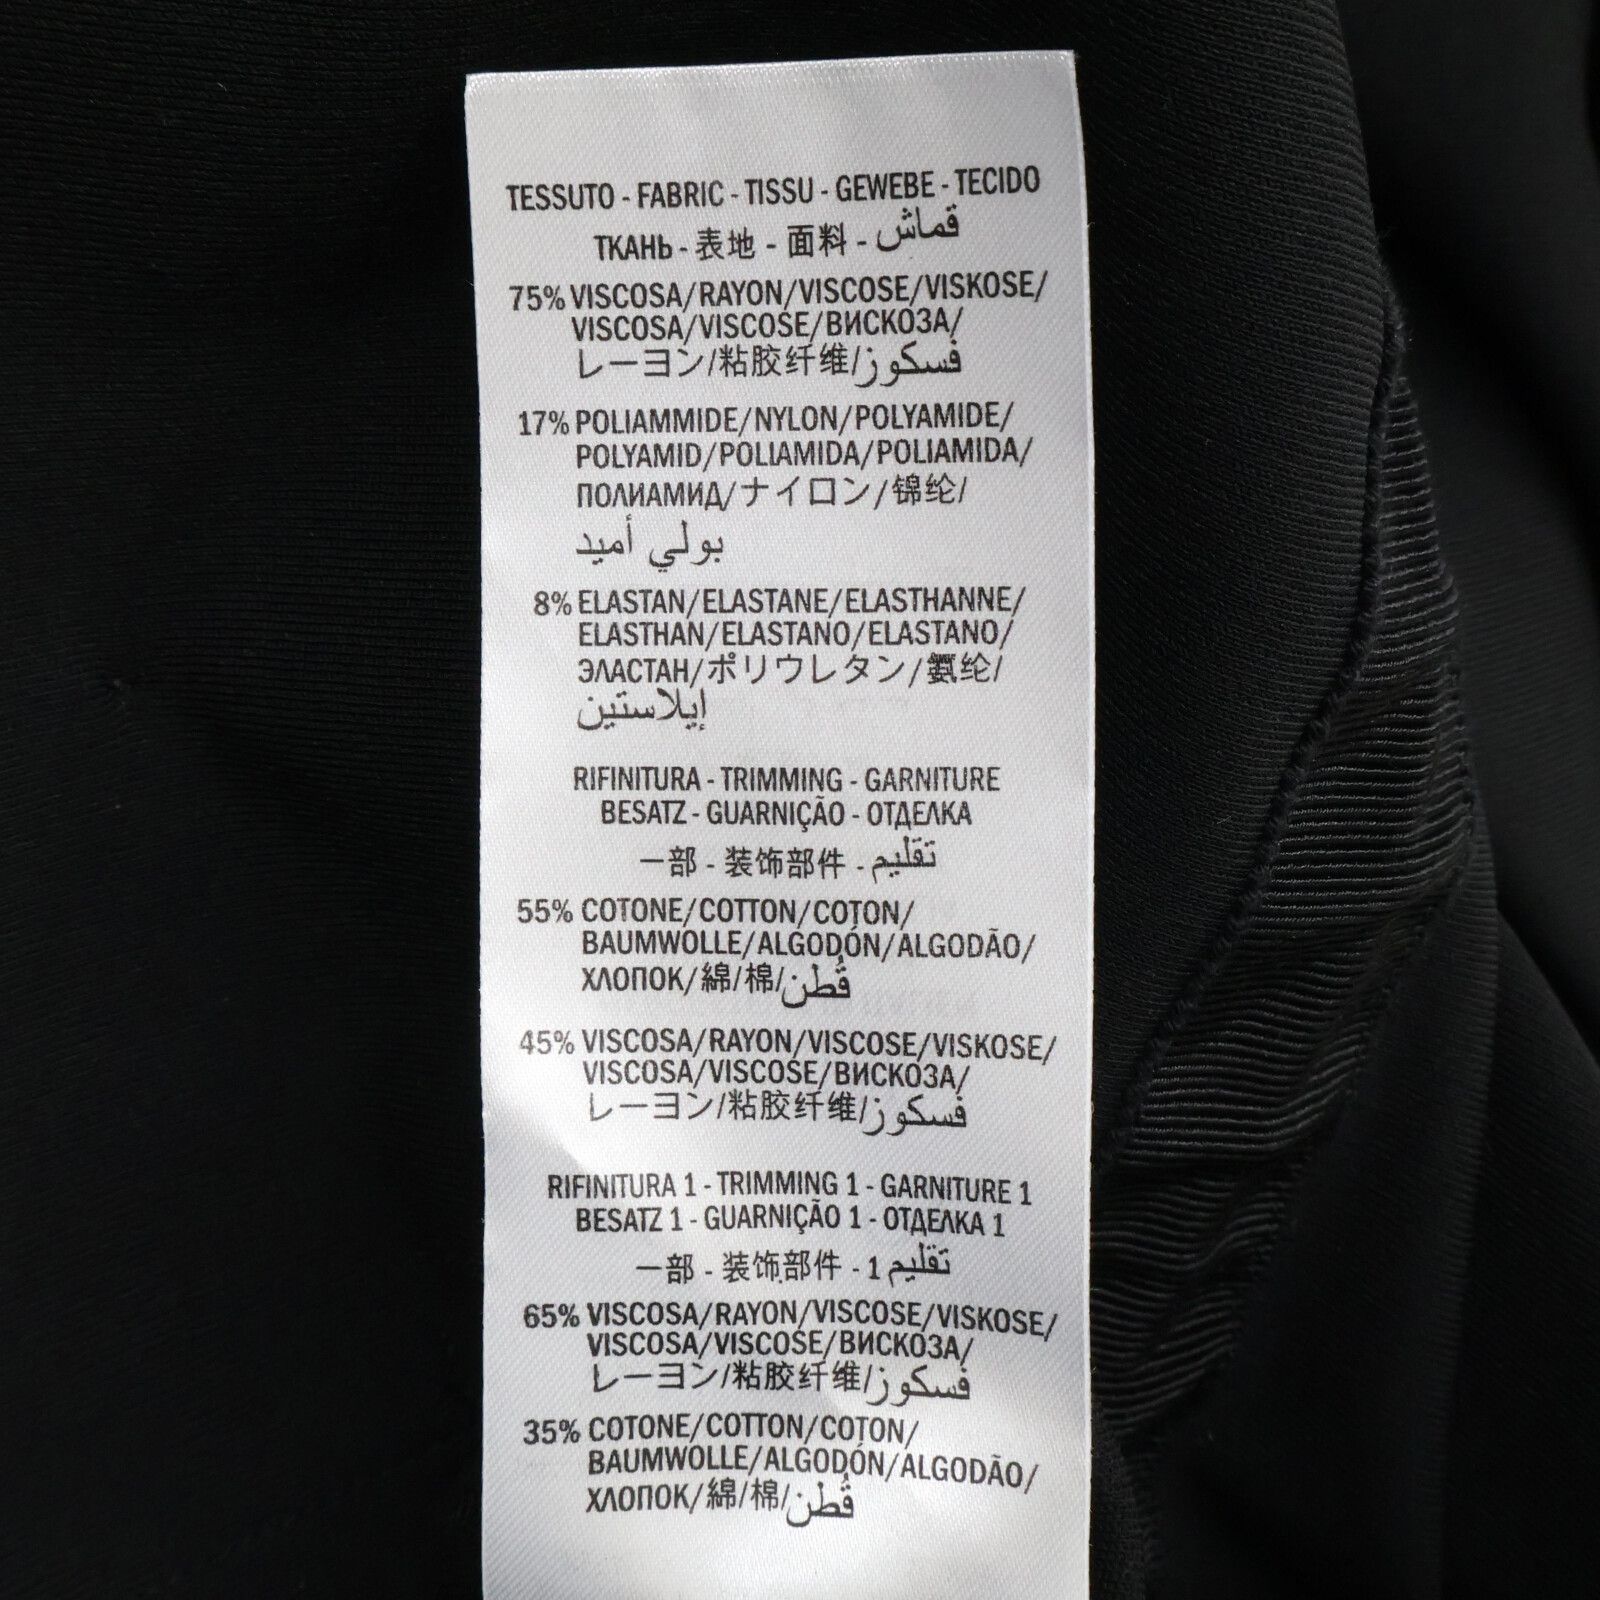 TESSUTO - FABRIC - TISSU - GEWEBE - TECIDO
ТКАНЬ - 表地 - 面料 - قماش
75% VISCOSA/RAYON/VISCOSE/VISKOSE/
VISCOSA/VISCOSE/ВИСКОЗА/
レーヨン/粘胶纤维/فسكوز
17% POLIAMMIDE/NYLON/POLYAMIDE/
POLYAMID/POLIAMIDA/POLIAMIDA/
ПОЛИАМИД/ナイロン/锦纶/
بولي أميد
8% ELASTAN/ELASTANE/ELASTHANNE/
ELASTHAN/ELASTANO/ELASTANO/
ЭЛАСТАН/ポリウレタン/氨纶/
إيلاستين
RIFINITURA - TRIMMING - GARNITURE
BESATZ - GUARNIÇÃO - ОТДЕЛКА
一部 - 装饰部件 - تقليم
55% COTONE/COTTON/COTON/
BAUMWOLLE/ALGODÓN/ALGODÃO/
ХЛОПОК/綿/棉/قُطن
45% VISCOSA/RAYON/VISCOSE/VISKOSE/
VISCOSA/VISCOSE/ВИСКОЗА/
レーヨン/粘胶纤维/فسكوز
RIFINITURA 1 - TRIMMING 1 - GARNITURE 1
BESATZ 1 - GUARNIÇÃO 1 - ОТДЕЛКА 1
一部 - 装饰部件 - 1 تقليم
65% VISCOSA/RAYON/VISCOSE/VISKOSE/
VISCOSA/VISCOSE/ВИСКОЗА/
レーヨン/粘胶纤维/فسكوز
35% COTONE/COTTON/COTON/
BAUMWOLLE/ALGODÓN/ALGODÃO/
ХЛОПОК/綿/棉/قُطن